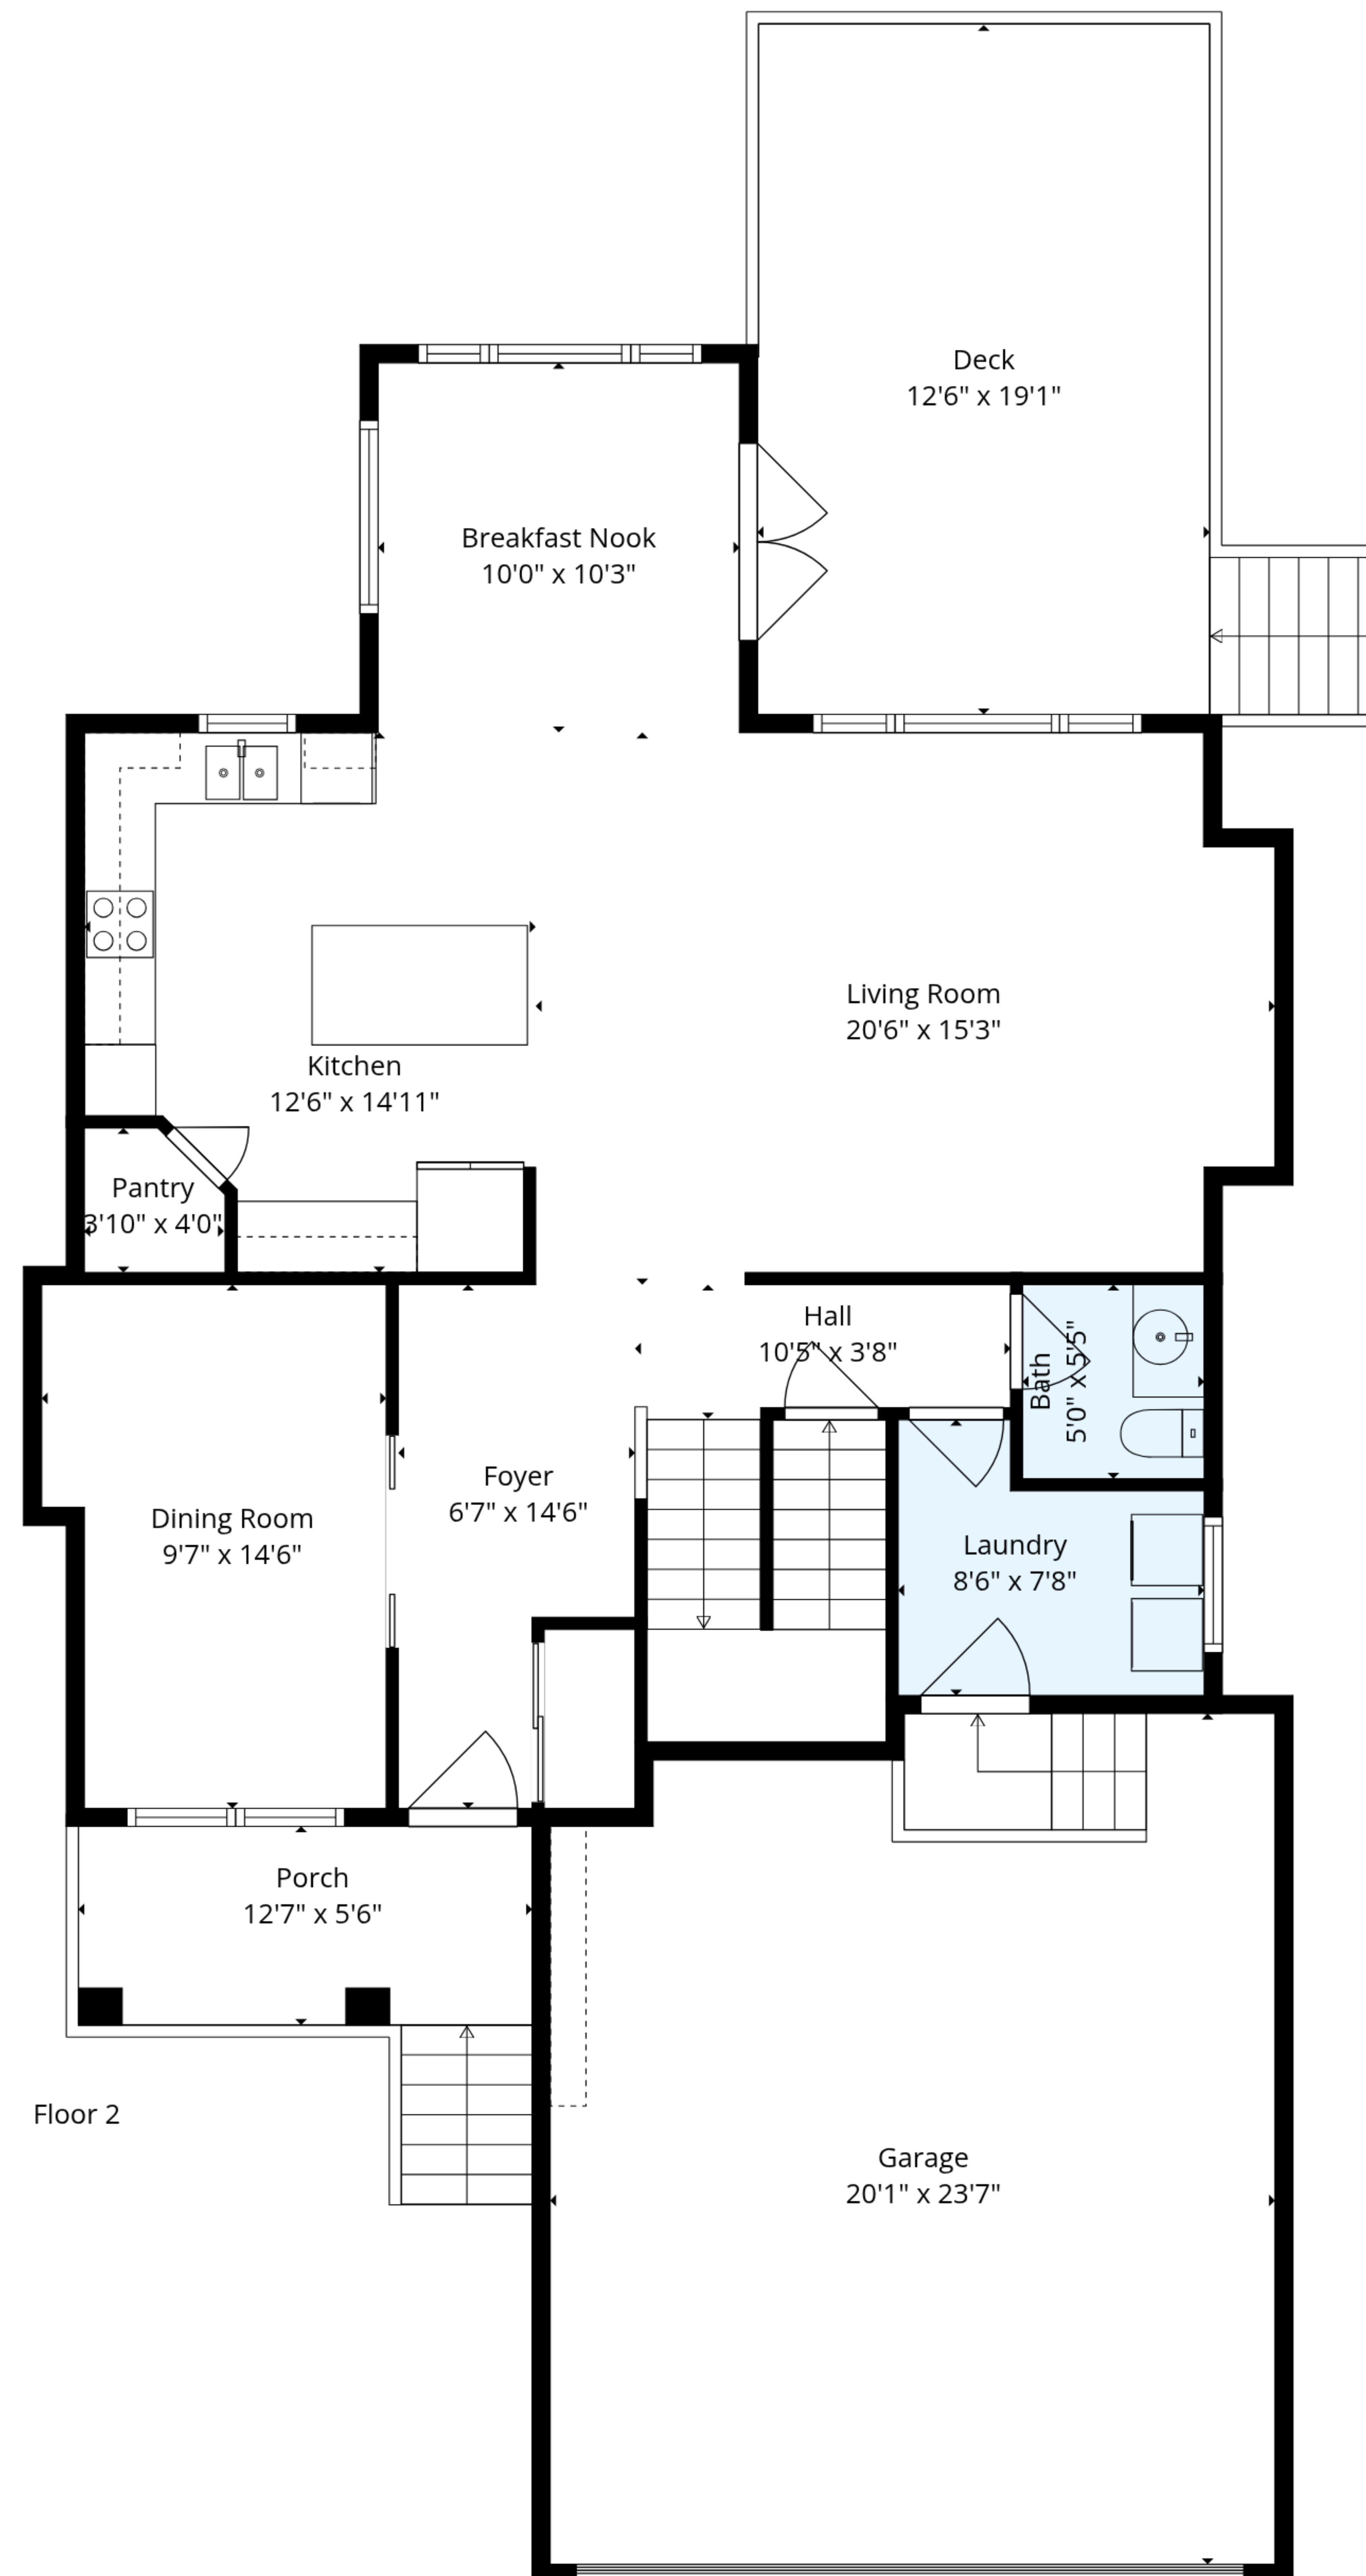 Deck
12'6" x 19'1"
Breakfast Nook
10'0" x 10'3"
Living Room
20'6" x 15'3"
Kitchen
12'6" x 14'11"
Pantry
3'10" x 4'0"
Hall
10'5" x 3'8"
Bath
5'0" x 5'5"
Foyer
6'7" x 14'6"
Dining Room
9'7" x 14'6"
Laundry
8'6" x 7'8"
Porch
12'7" x 5'6"
Floor 2
Garage
20'1" x 23'7"